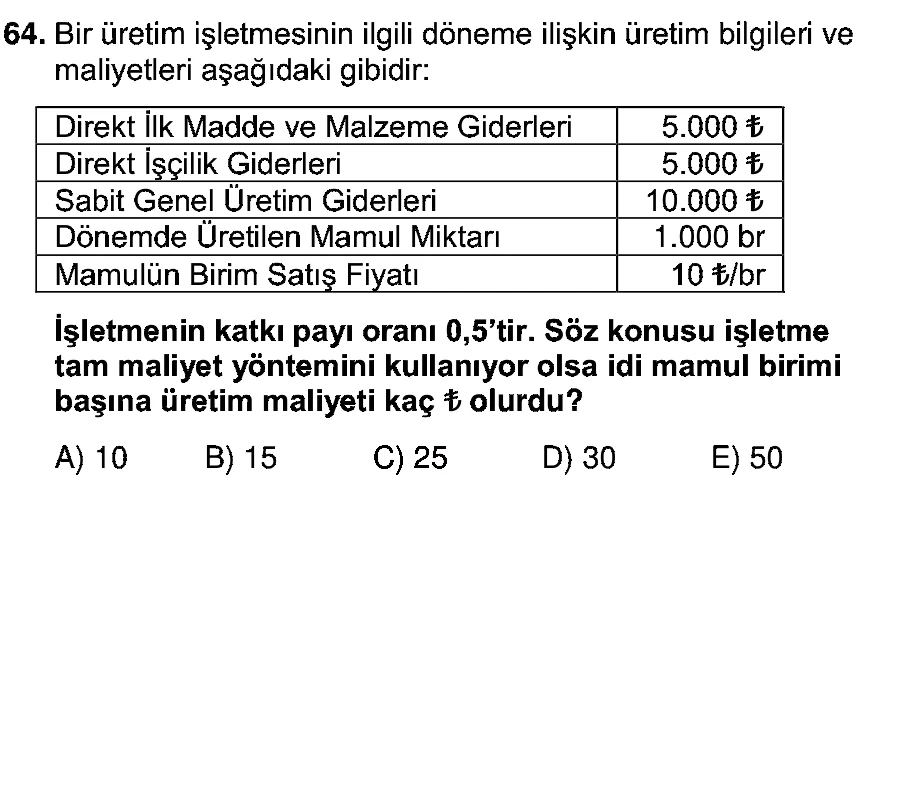 64. Bir üretim işletmesinin ilgili döneme ilişkin üretim bilgileri ve
maliyetleri aşağıdaki gibidir:
Direkt İlk Madde ve Malzeme Giderleri 5.000 ₺
Direkt İşçilik Giderleri 5.000 ₺
Sabit Genel Üretim Giderleri 10.000 ₺
Dönemde Üretilen Mamul Miktarı 1.000 br
Mamulün Birim Satış Fiyatı 10 ₺/br
İşletmenin katkı payı oranı 0,5’tir. Söz konusu işletme
tam maliyet yöntemini kullanıyor olsa idi mamul birimi
başına üretim maliyeti kaç ₺ olurdu?
A) 10 B) 15 C) 25 D) 30 E) 50